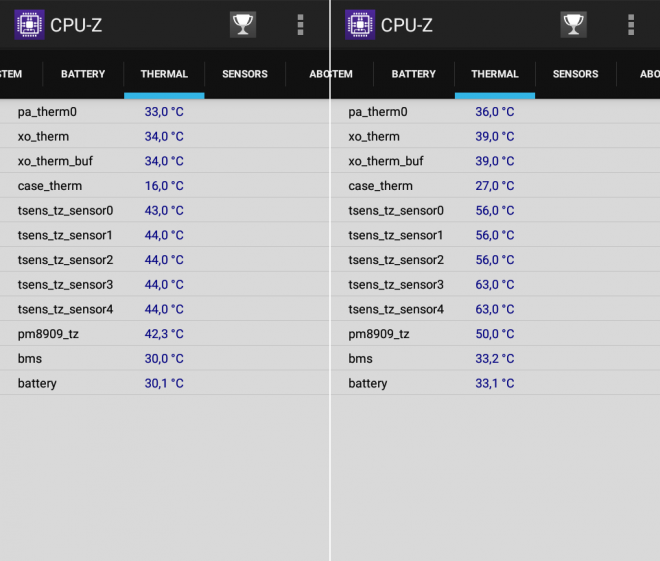 CPU-Z
STEM BATTERY THERMAL SENSORS ABO
pa_therm0 33,0 °C
xo_therm 34,0 °C
xo_therm_buf 34,0 °C
case_therm 16,0 °C
tsens_tz_sensor0 43,0 °C
tsens_tz_sensor1 44,0 °C
tsens_tz_sensor2 44,0 °C
tsens_tz_sensor3 44,0 °C
tsens_tz_sensor4 44,0 °C
pm8909_tz 42,3 °C
bms 30,0 °C
battery 30,1 °C
CPU-Z
TEM BATTERY THERMAL SENSORS ABO
pa_therm0 36,0 °C
xo_therm 39,0 °C
xo_therm_buf 39,0 °C
case_therm 27,0 °C
tsens_tz_sensor0 56,0 °C
tsens_tz_sensor1 56,0 °C
tsens_tz_sensor2 56,0 °C
tsens_tz_sensor3 63,0 °C
tsens_tz_sensor4 63,0 °C
pm8909_tz 50,0 °C
bms 33,2 °C
battery 33,1 °C